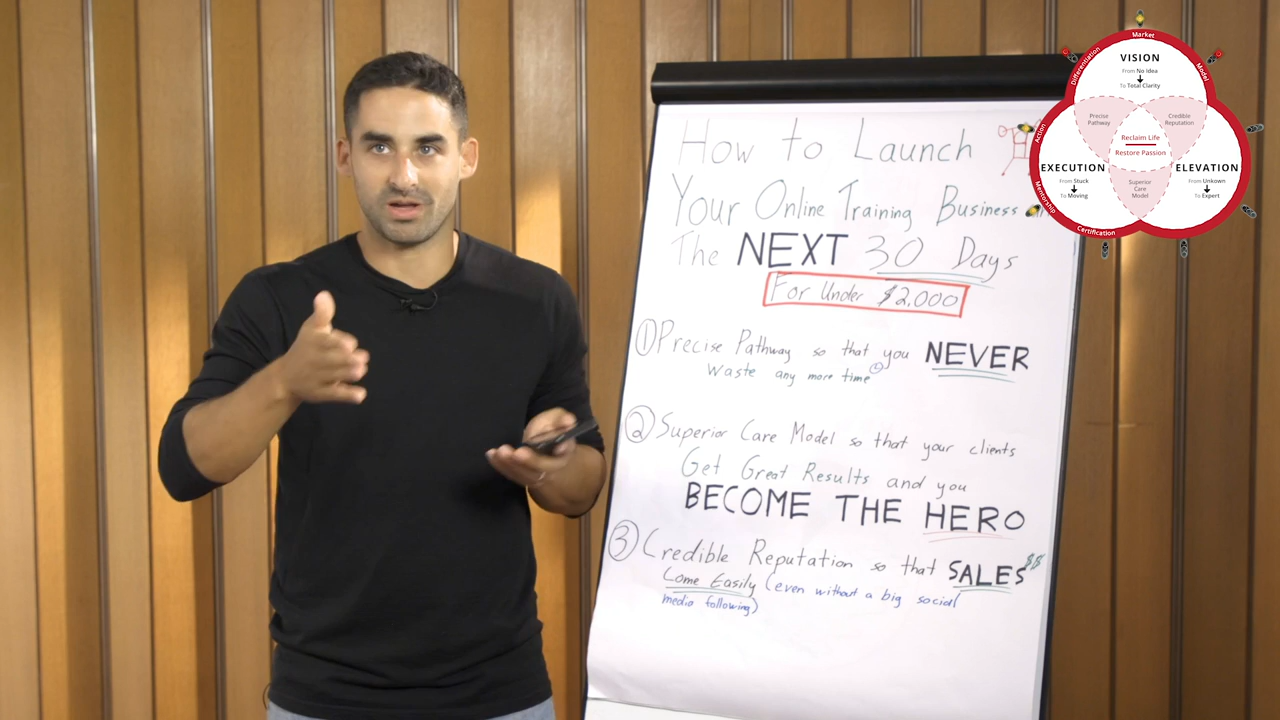 How to Launch
Your Online Training Business in
The NEXT 30 Days
For Under $2,000
① Precise Pathway so that you NEVER
Waste any more time
② Superior Care Model so that your clients
Get Great Results and you
BECOME THE HERO
③ Credible Reputation so that SALES $$
Come Easily (even without a big social
media following)
Market
Differentiation
Model
VISION
From No Idea
To Total Clarity
Precise
Pathway
Credible
Reputation
Reclaim Life
Restore Passion
Action
EXECUTION
From Stuck
To Moving
Superior
Care
Model
ELEVATION
From Unkown
To Expert
Mentorship
Certification